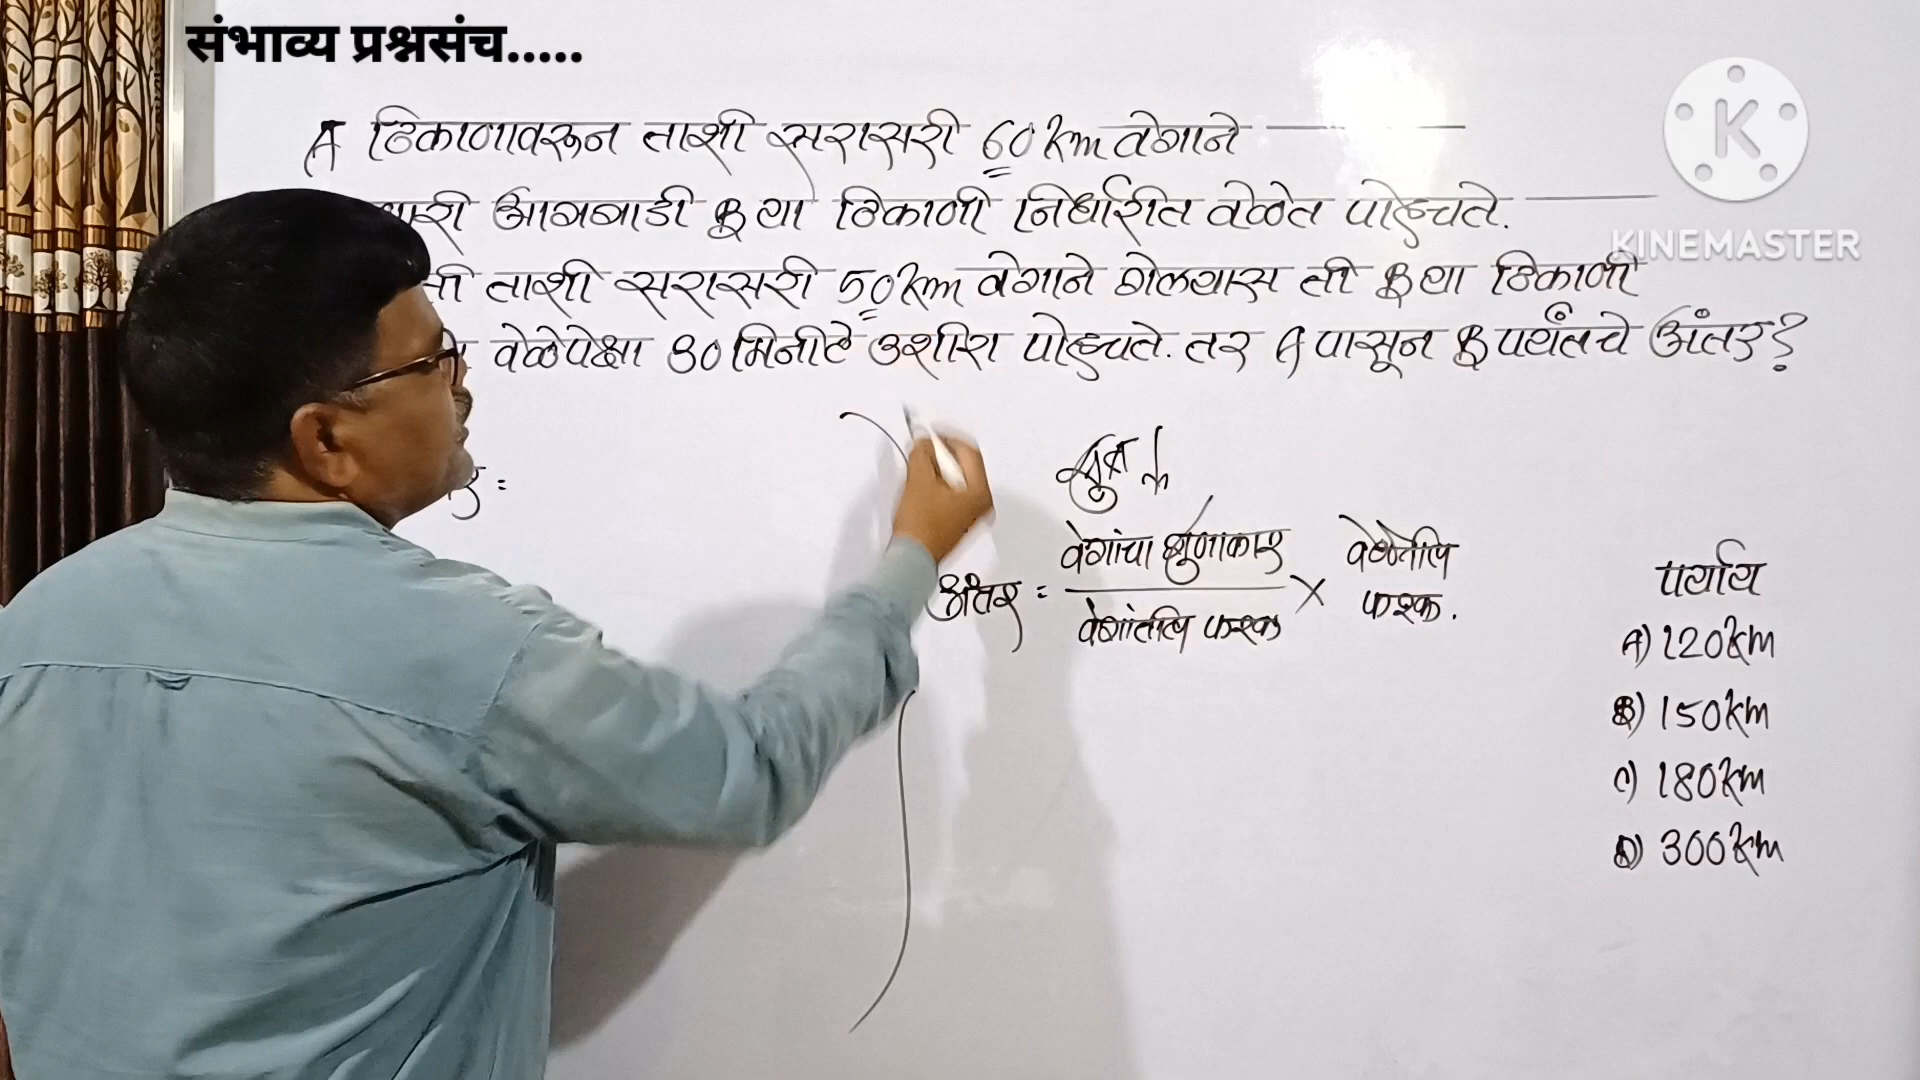 संभाव्य प्रश्नसंच.....
K
KINEMASTER
A ठिकाणावरून ताशी सरासरी 60 km वेगाने
आगगाडी B या ठिकाणी निर्धारीत वेळेत पोहचते.
ताशी सरासरी 50 km वेगाने गेल्यास ती B या ठिकाणी
वेळेपेक्षा 30 मिनीटे उशीरा पोहचते. तर A पासून B पर्यंतचे अंतर?
सुत्र
अंतर = वेगांचा गुणाकार × वेळेतील
वेगांतील फरक फरक.
पर्याय
A) 120 km
B) 150 km
C) 180 km
D) 300 km